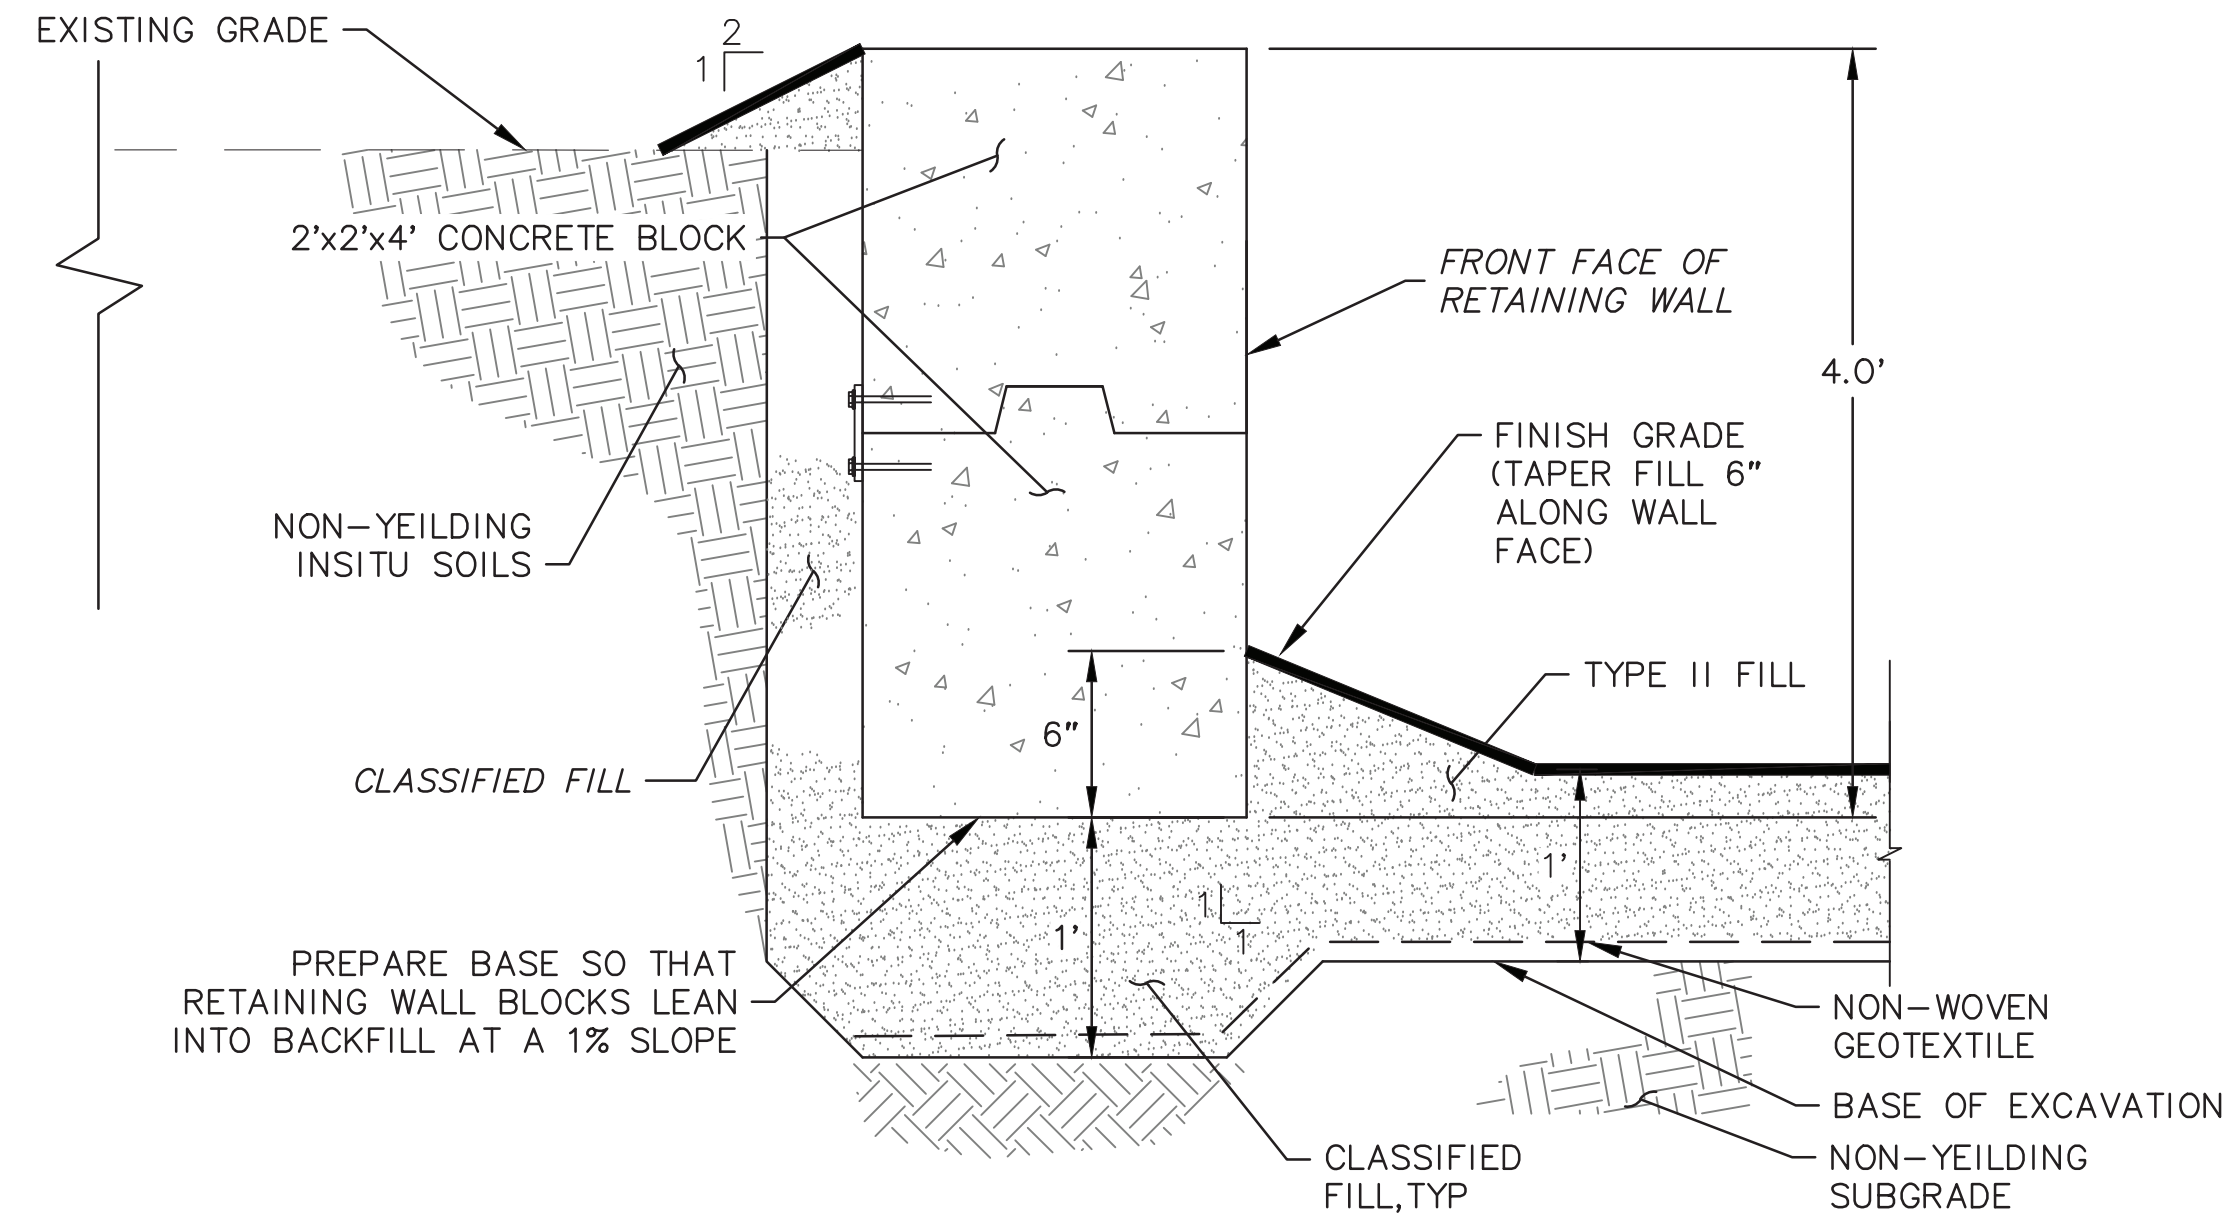 EXISTING GRADE
2
1
2'x2'x4' CONCRETE BLOCK
FRONT FACE OF
RETAINING WALL
4.0'
FINISH GRADE
(TAPER FILL 6"
ALONG WALL
FACE)
NON-YEILDING
INSITU SOILS
TYPE II FILL
6"
CLASSIFIED FILL
1'
1
1
1'
PREPARE BASE SO THAT
RETAINING WALL BLOCKS LEAN
INTO BACKFILL AT A 1% SLOPE
NON-WOVEN
GEOTEXTILE
BASE OF EXCAVATION
CLASSIFIED
FILL,TYP
NON-YEILDING
SUBGRADE